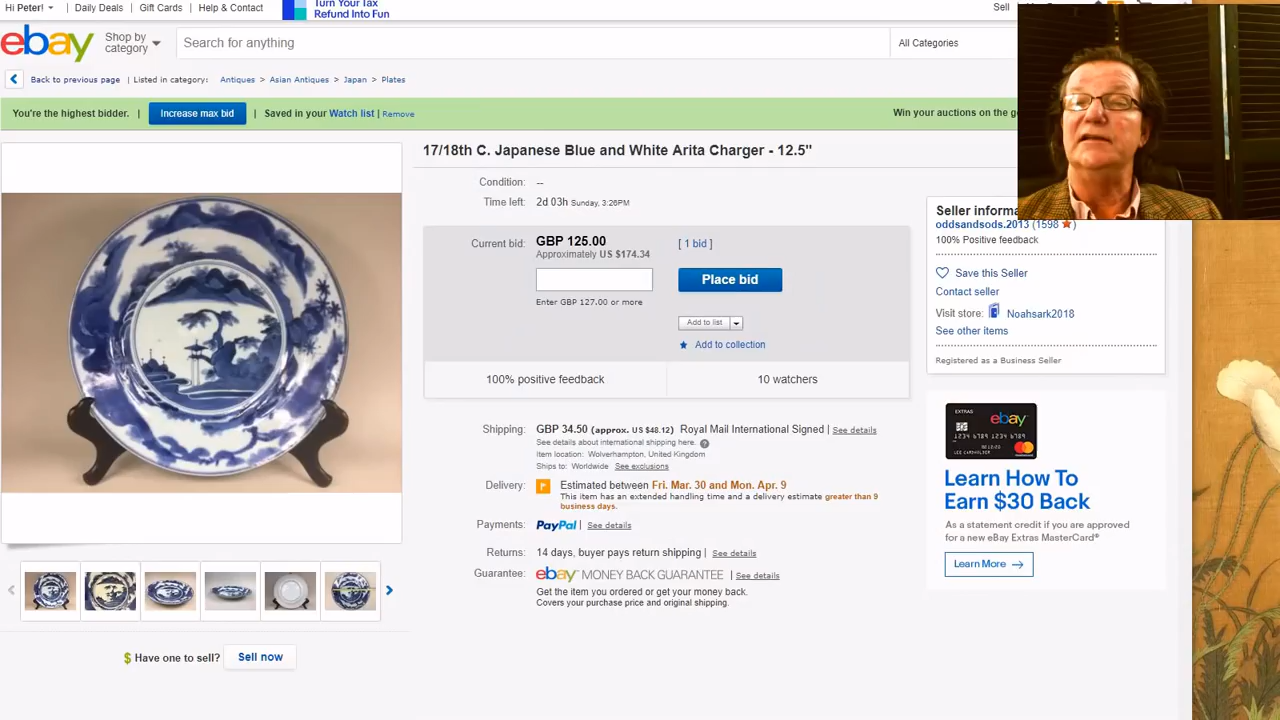 Hi Peter!
Daily Deals
Gift Cards
Help & Contact
Turn Your Tax
Refund Into Fun
Sell
ebay
Shop by
category
Search for anything
All Categories
Back to previous page | Listed in category: Antiques > Asian Antiques > Japan > Plates
You're the highest bidder. | Increase max bid | Saved in your Watch list | Remove
Win your auctions on the
17/18th C. Japanese Blue and White Arita Charger - 12.5"
Condition: --
Time left: 2d 03h Sunday, 3:26PM
Current bid: GBP 125.00 [ 1 bid ]
Approximately US $174.34
Place bid
Enter GBP 127.00 or more
Add to list
Add to collection
100% positive feedback
10 watchers
Shipping: GBP 34.50 (approx. US $48.12) Royal Mail International Signed | See details
See details about international shipping here. ?
Item location: Wolverhampton, United Kingdom
Ships to: Worldwide See exclusions
Delivery: Estimated between Fri. Mar. 30 and Mon. Apr. 9
This item has an extended handling time and a delivery estimate greater than 9
business days.
Payments: PayPal | See details
Returns: 14 days, buyer pays return shipping | See details
Guarantee: ebay MONEY BACK GUARANTEE | See details
Get the item you ordered or get your money back.
Covers your purchase price and original shipping.
Seller
oddsandsods.2013 (1598 )
100% Positive feedback
Save this Seller
Contact seller
Visit store: Noahsark2018
See other items
Registered as a Business Seller
EXTRAS
ebay
LEE CARDHOLDER
Learn How To
Earn $30 Back
As a statement credit if you are approved
for a new eBay Extras MasterCard®
Learn More →
$ Have one to sell? Sell now